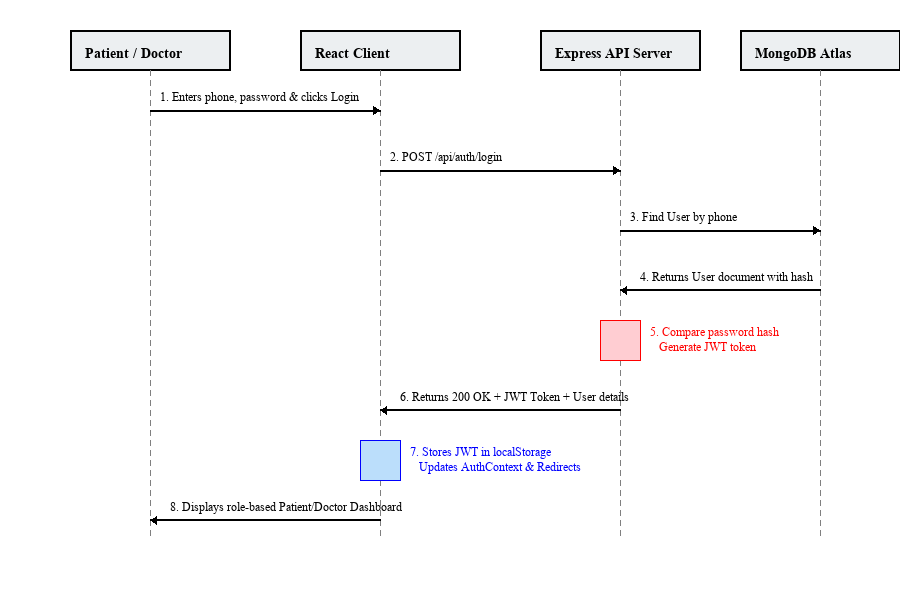 Patient / Doctor
React Client
Express API Server
MongoDB Atlas
1. Enters phone, password & clicks Login
2. POST /api/auth/login
3. Find User by phone
4. Returns User document with hash
5. Compare password hash
Generate JWT token
6. Returns 200 OK + JWT Token + User details
7. Stores JWT in localStorage
Updates AuthContext & Redirects
8. Displays role-based Patient/Doctor Dashboard